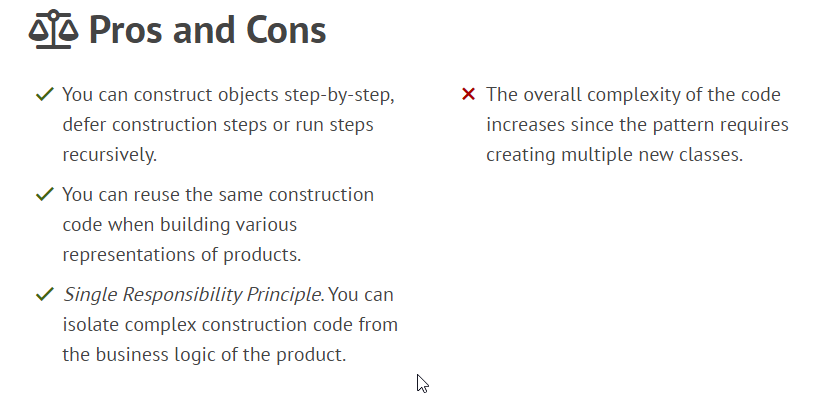 Pros and Cons
You can construct objects step-by-step,
defer construction steps or run steps
recursively.
You can reuse the same construction
code when building various
representations of products.
Single Responsibility Principle. You can
isolate complex construction code from
the business logic of the product.
The overall complexity of the code
increases since the pattern requires
creating multiple new classes.